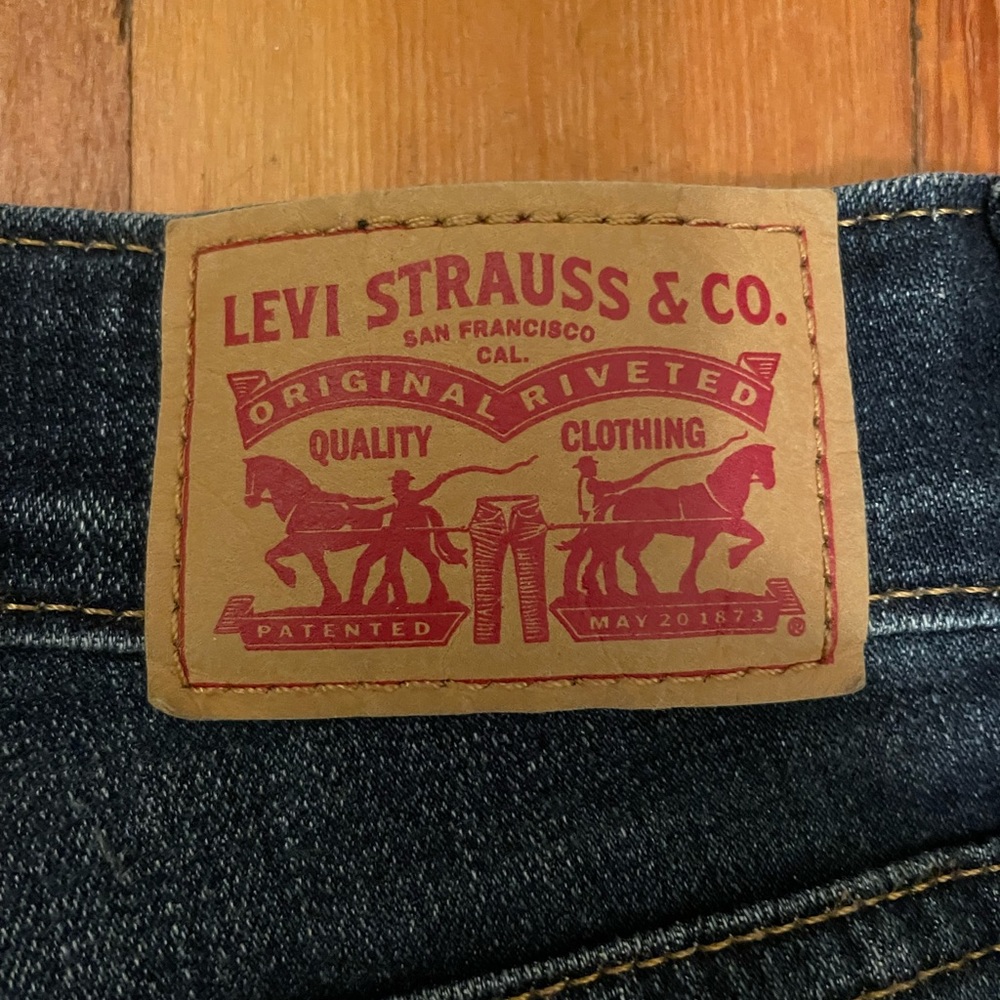 LEVI STRAUSS & CO.
SAN FRANCISCO
CAL.
ORIGINAL RIVETED
QUALITY CLOTHING
PATENTED MAY 20 1873 ®